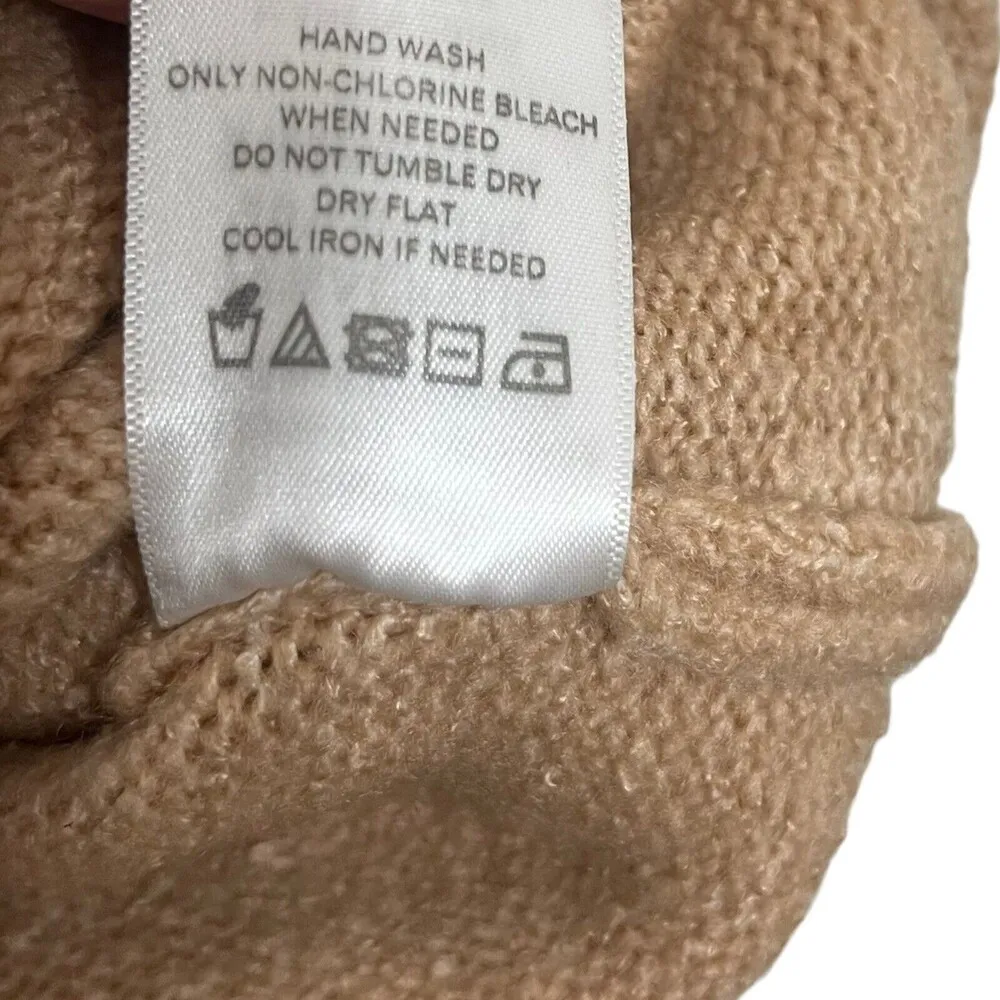 HAND WASH
ONLY NON-CHLORINE BLEACH
WHEN NEEDED
DO NOT TUMBLE DRY
DRY FLAT
COOL IRON IF NEEDED